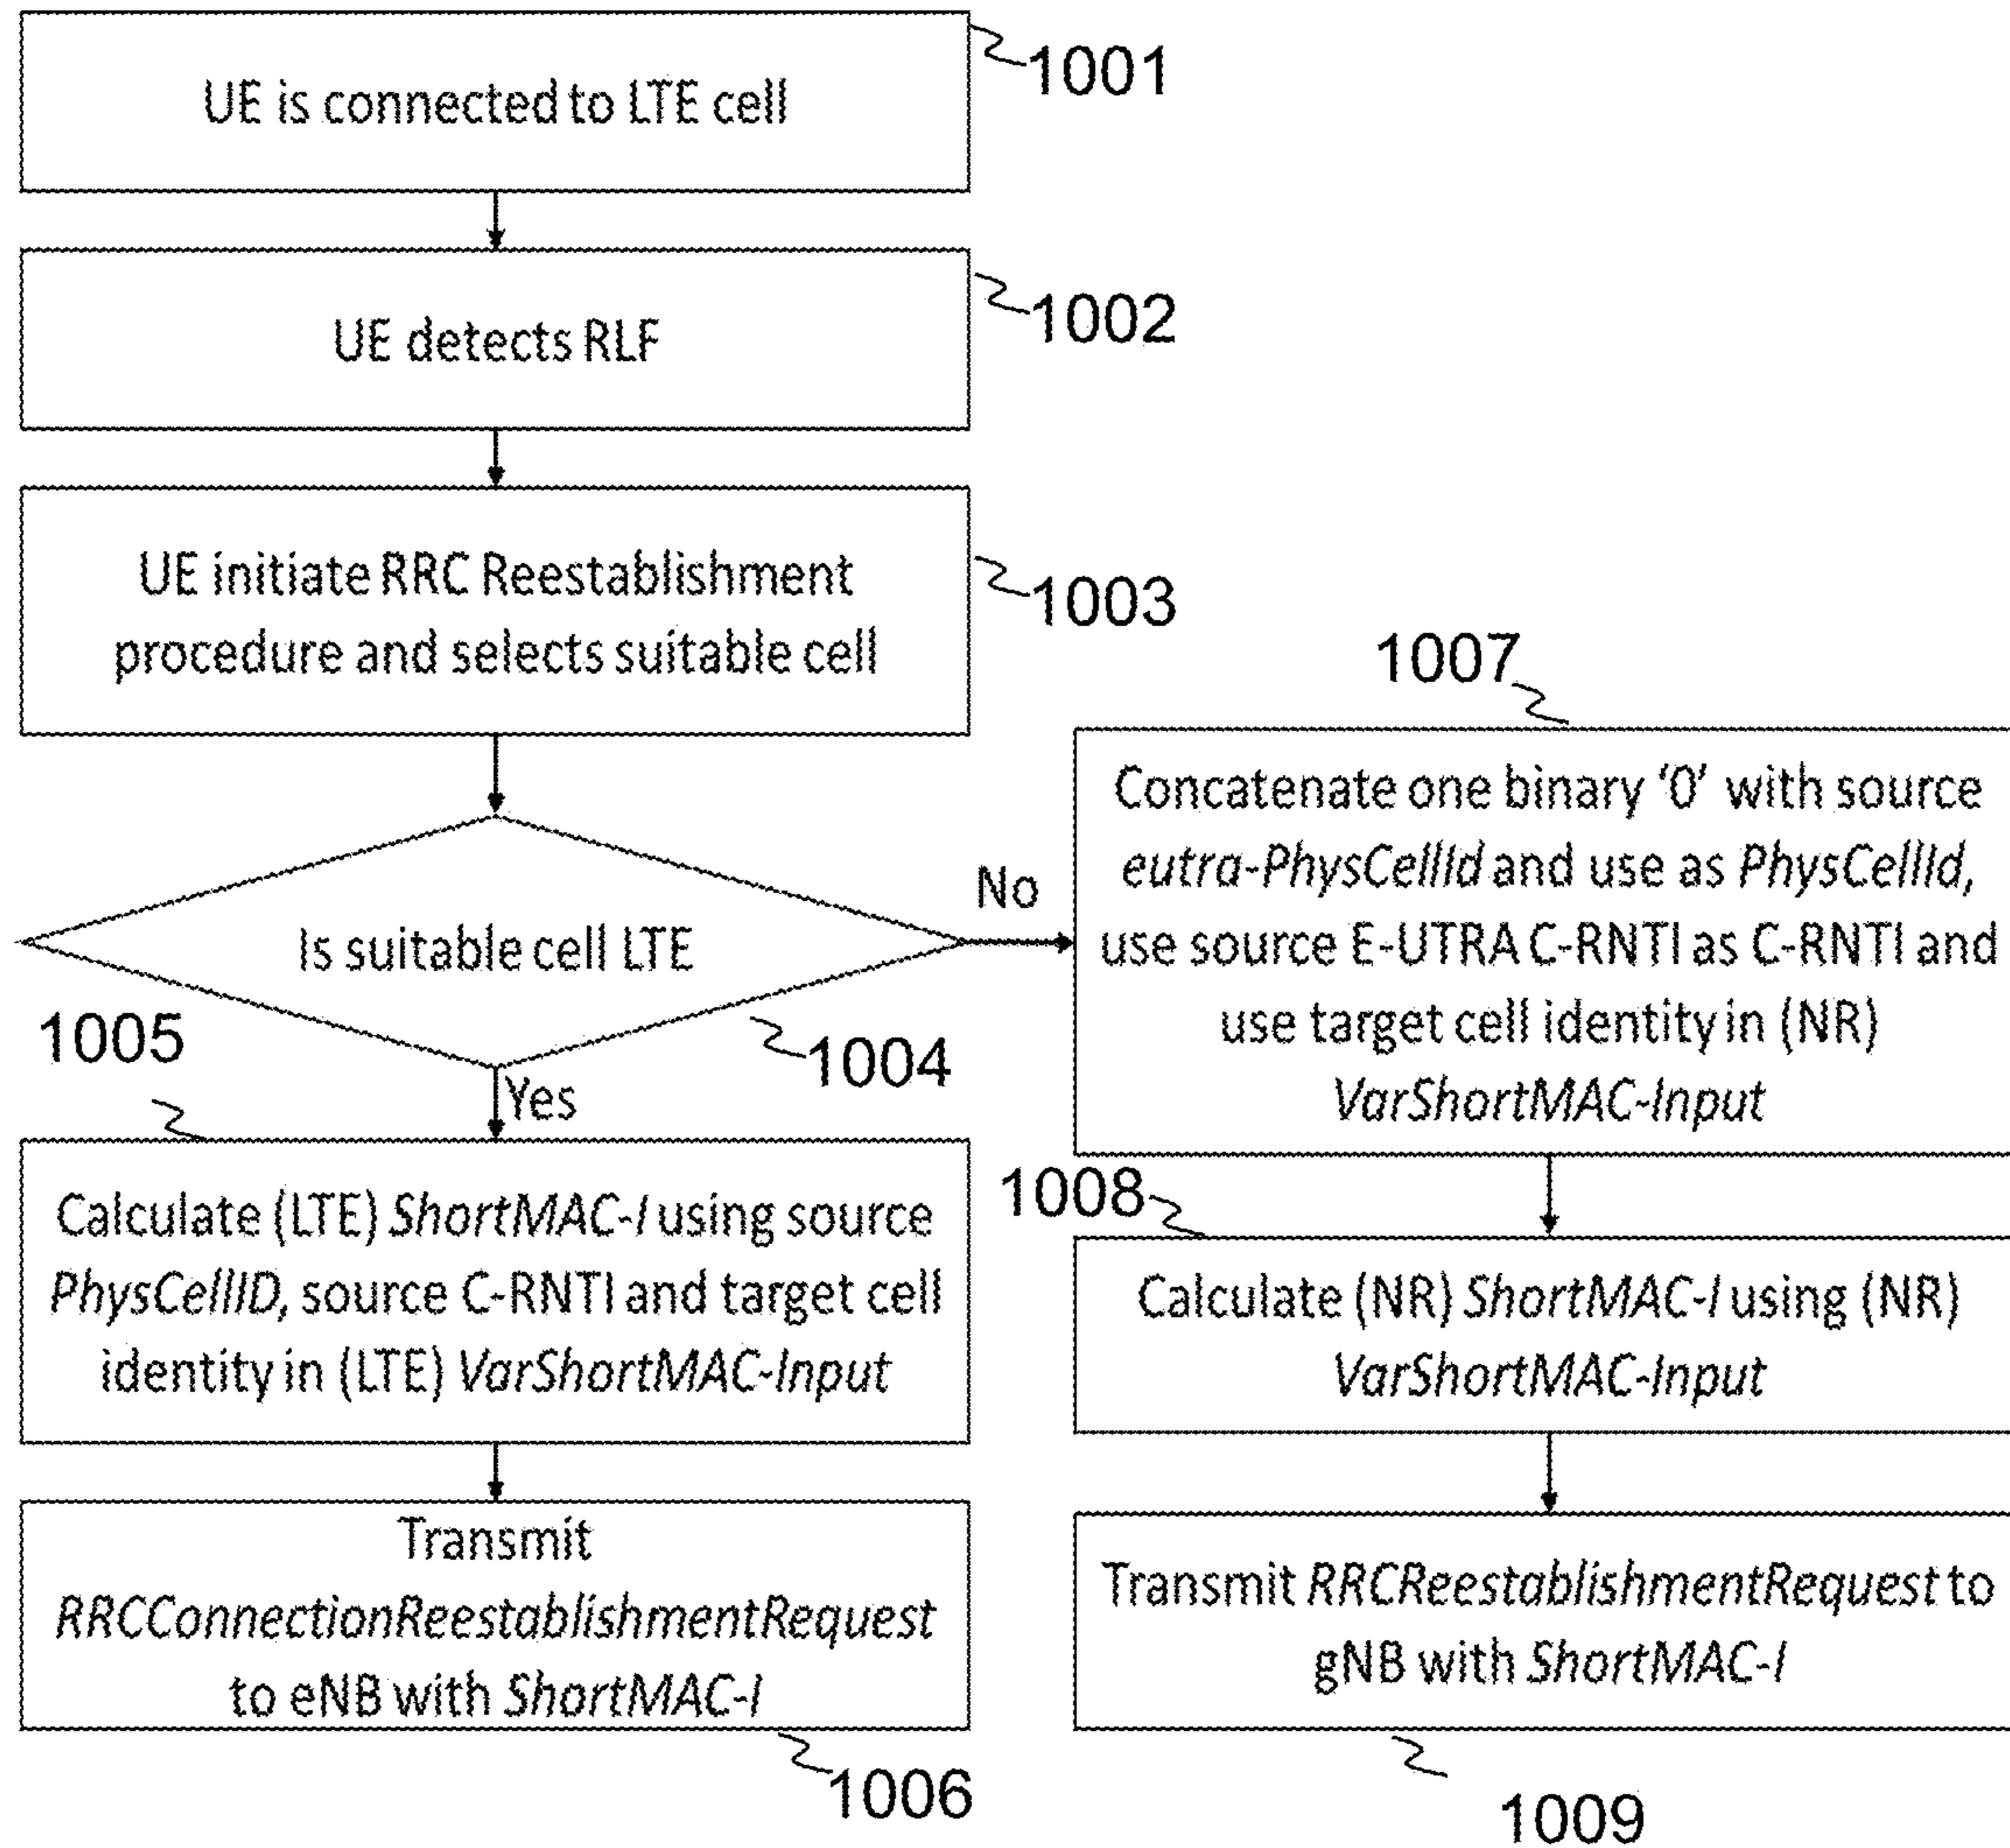 UE is connected to LTE cell
1001
UE detects RLF
1002
UE initiate RRC Reestablishment
procedure and selects suitable cell
1003
Is suitable cell LTE
1004
No
Yes
1005
Calculate (LTE) ShortMAC-I using source
PhysCellID, source C-RNTI and target cell
identity in (LTE) VarShortMAC-Input
Transmit
RRCConnectionReestablishmentRequest
to eNB with ShortMAC-I
1006
1007
Concatenate one binary ‘0’ with source
eutra-PhysCellId and use as PhysCellId,
use source E-UTRA C-RNTI as C-RNTI and
use target cell identity in (NR)
VarShortMAC-Input
1008
Calculate (NR) ShortMAC-I using (NR)
VarShortMAC-Input
Transmit RRCReestablishmentRequest to
gNB with ShortMAC-I
1009